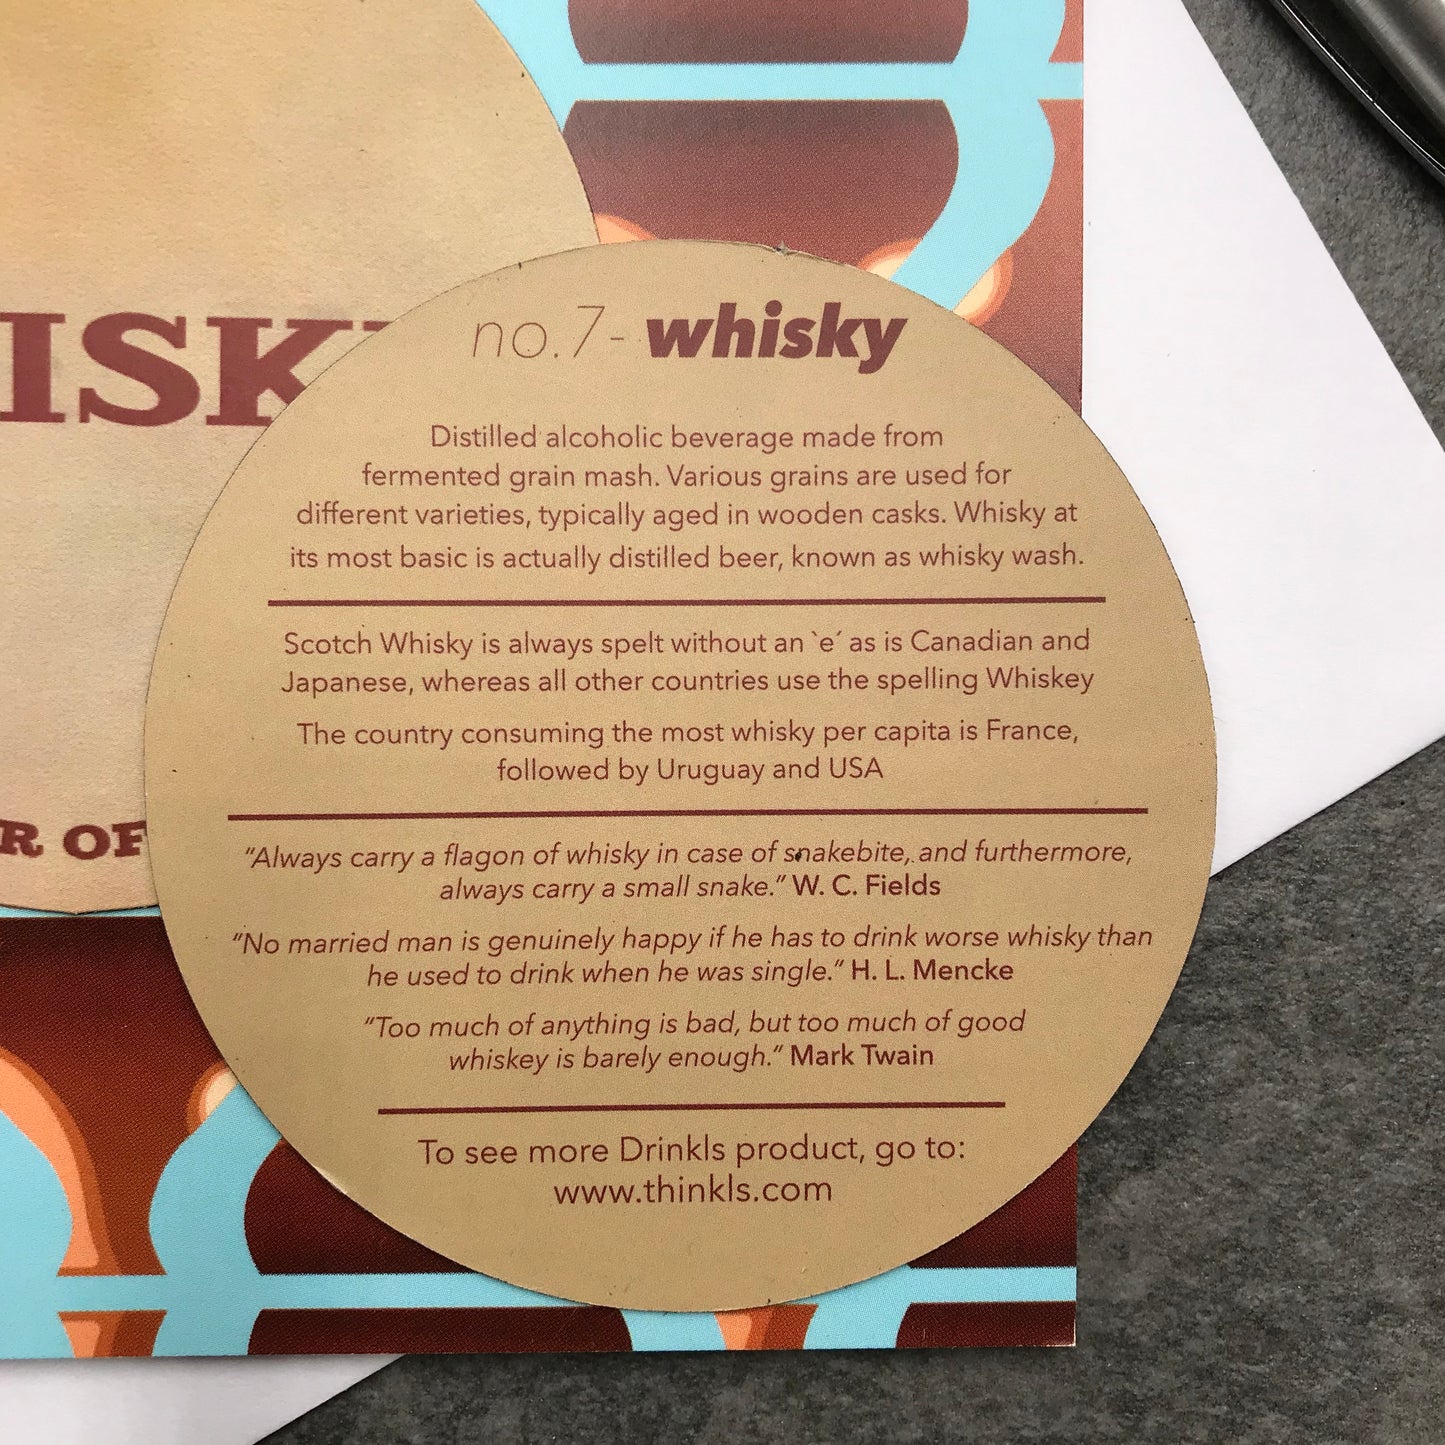 ISK
R OF
no.7- whisky
Distilled alcoholic beverage made from
fermented grain mash. Various grains are used for
different varieties, typically aged in wooden casks. Whisky at
its most basic is actually distilled beer, known as whisky wash.
Scotch Whisky is always spelt without an `e´ as is Canadian and
Japanese, whereas all other countries use the spelling Whiskey
The country consuming the most whisky per capita is France,
followed by Uruguay and USA
"Always carry a flagon of whisky in case of snakebite, and furthermore,
always carry a small snake." W. C. Fields
"No married man is genuinely happy if he has to drink worse whisky than
he used to drink when he was single." H. L. Mencke
"Too much of anything is bad, but too much of good
whiskey is barely enough." Mark Twain
To see more Drinkls product, go to:
www.thinkls.com